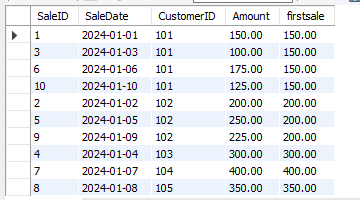 SaleID SaleDate CustomerID Amount firstsale
1 2024-01-01 101 150.00 150.00
3 2024-01-03 101 100.00 150.00
6 2024-01-06 101 175.00 150.00
10 2024-01-10 101 125.00 150.00
2 2024-01-02 102 200.00 200.00
5 2024-01-05 102 250.00 200.00
9 2024-01-09 102 225.00 200.00
4 2024-01-04 103 300.00 300.00
7 2024-01-07 104 400.00 400.00
8 2024-01-08 105 350.00 350.00